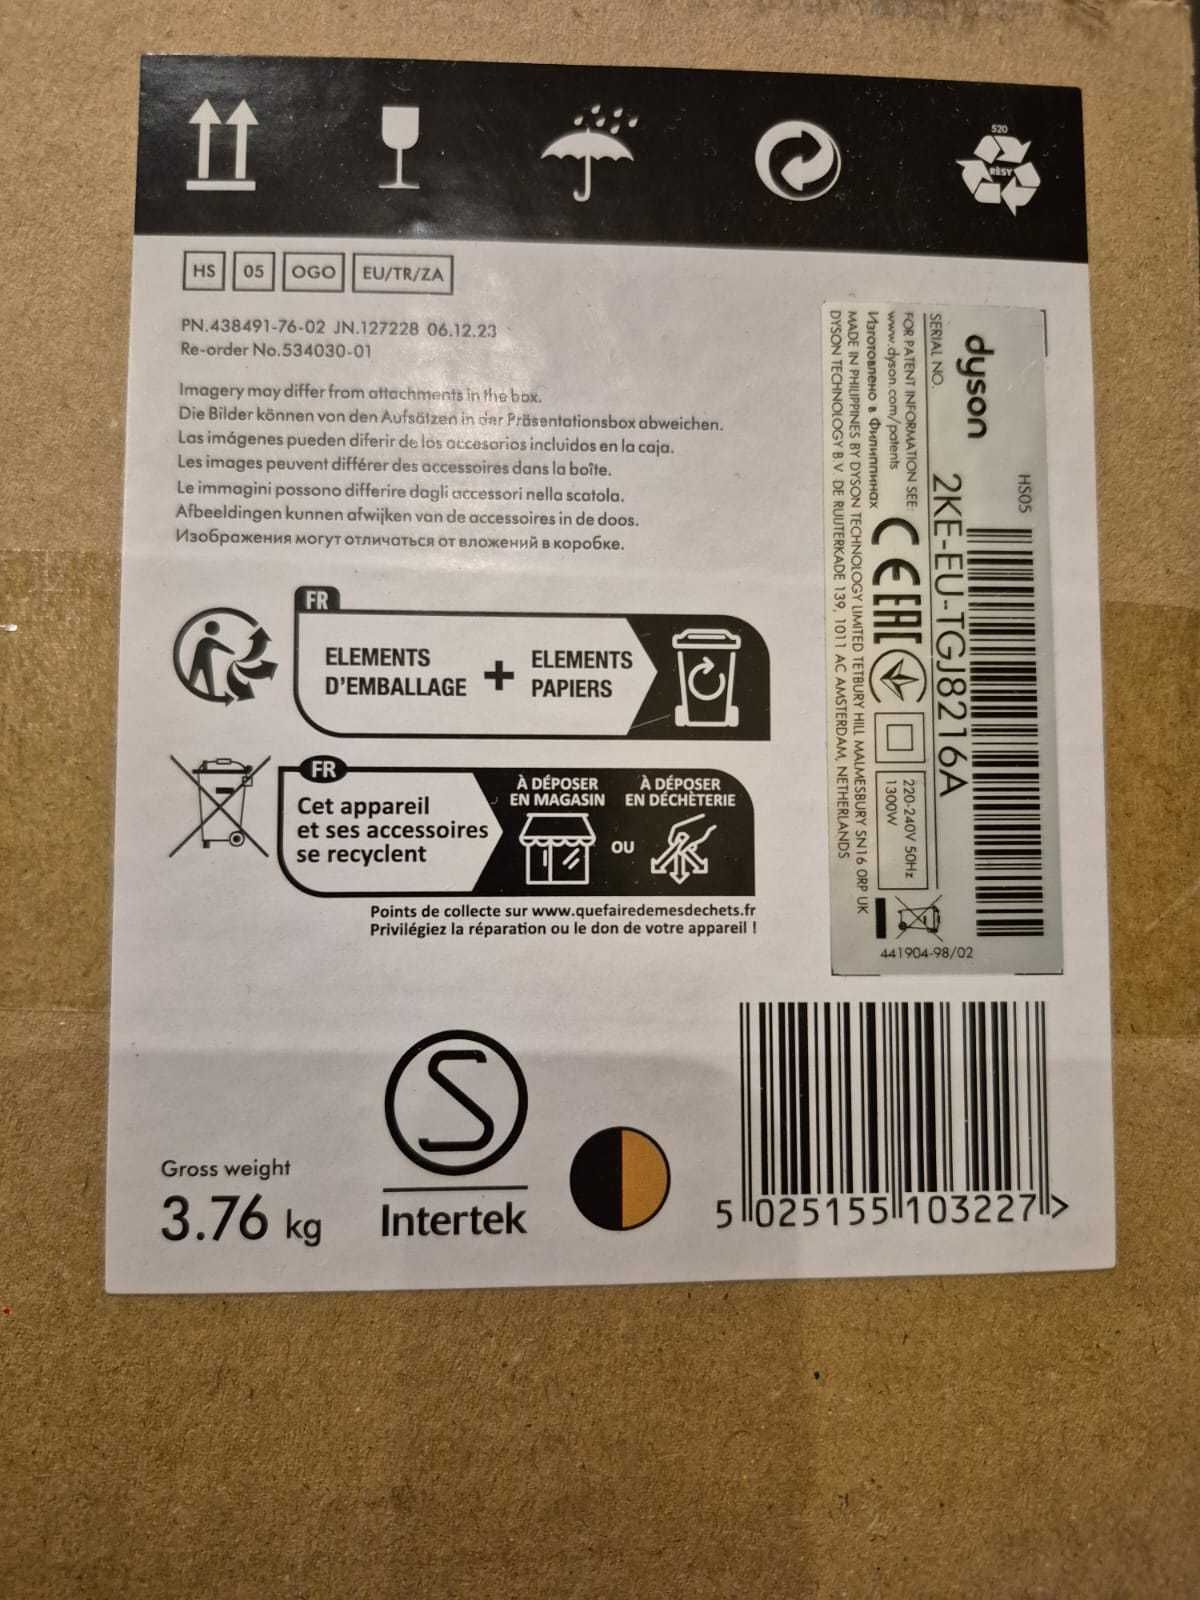 520
RESY
HS 05 OGO EU/TR/ZA
PN.438491-76-02 JN.127228 06.12.23
Re-order No.534030-01
Imagery may differ from attachments in the box.
Die Bilder können von den Aufsätzen in der Präsentationsbox abweichen.
Las imágenes pueden diferir de los accesorios incluidos en la caja.
Les images peuvent différer des accessoires dans la boîte.
Le immagini possono differire dagli accessori nella scatola.
Afbeeldingen kunnen afwijken van de accessoires in de doos.
Изображения могут отличаться от вложений в коробке.
FR
ELEMENTS
D'EMBALLAGE
+
ELEMENTS
PAPIERS
FR
Cet appareil
et ses accessoires
se recyclent
À DÉPOSER
EN MAGASIN
OU
À DÉPOSER
EN DÉCHÈTERIE
Points de collecte sur www.quefairedemesdechets.fr
Privilégiez la réparation ou le don de votre appareil !
dyson
HS05
SERIAL NO.
2KE-EU-TGJ8216A
FOR PATENT INFORMATION SEE:
www.dyson.com/patents
Изготовлено в Филиппинах
CE EAC
220-240V 50Hz
1300W
MADE IN PHILIPPINES BY DYSON TECHNOLOGY LIMITED TETBURY HILL MALMESBURY SN16 0RP UK
DYSON TECHNOLOGY B.V. DE RUIJTERKADE 139, 1011 AC AMSTERDAM, NETHERLANDS
441904-98/02
Gross weight
3.76 kg
S
Intertek
5 025155 103227 >